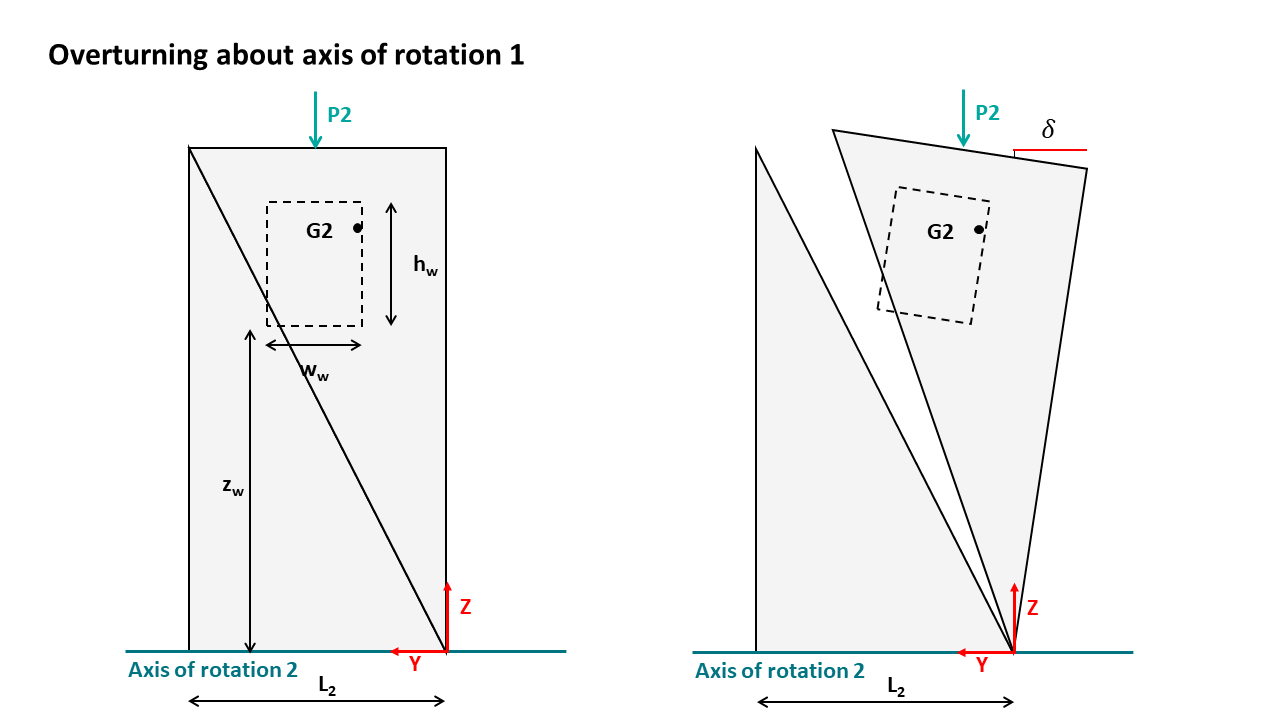 Overturning about axis of rotation 1
P2
G2
hw
ww
zw
Z
Y
Axis of rotation 2
L2
P2
δ
G2
Z
Y
Axis of rotation 2
L2